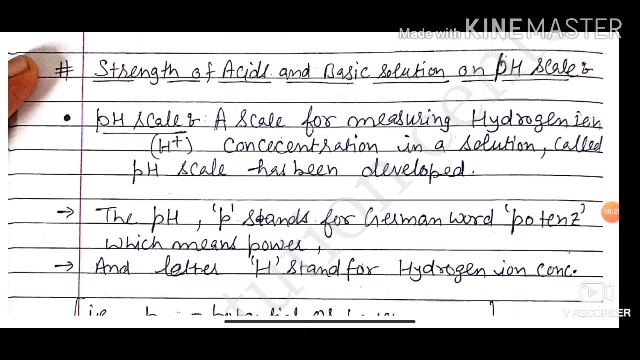 Made with KINEMASTER
# Strength of Acids and Basic solution on pH scale :
• pH scale : A scale for measuring Hydrogen ion
(H+) concecentration in a solution, called
pH scale has been developed.
→ The pH, 'p' stands for German word 'potenz'
which means power,
→ And letter 'H' stand for Hydrogen ion conc.
V RECORDER